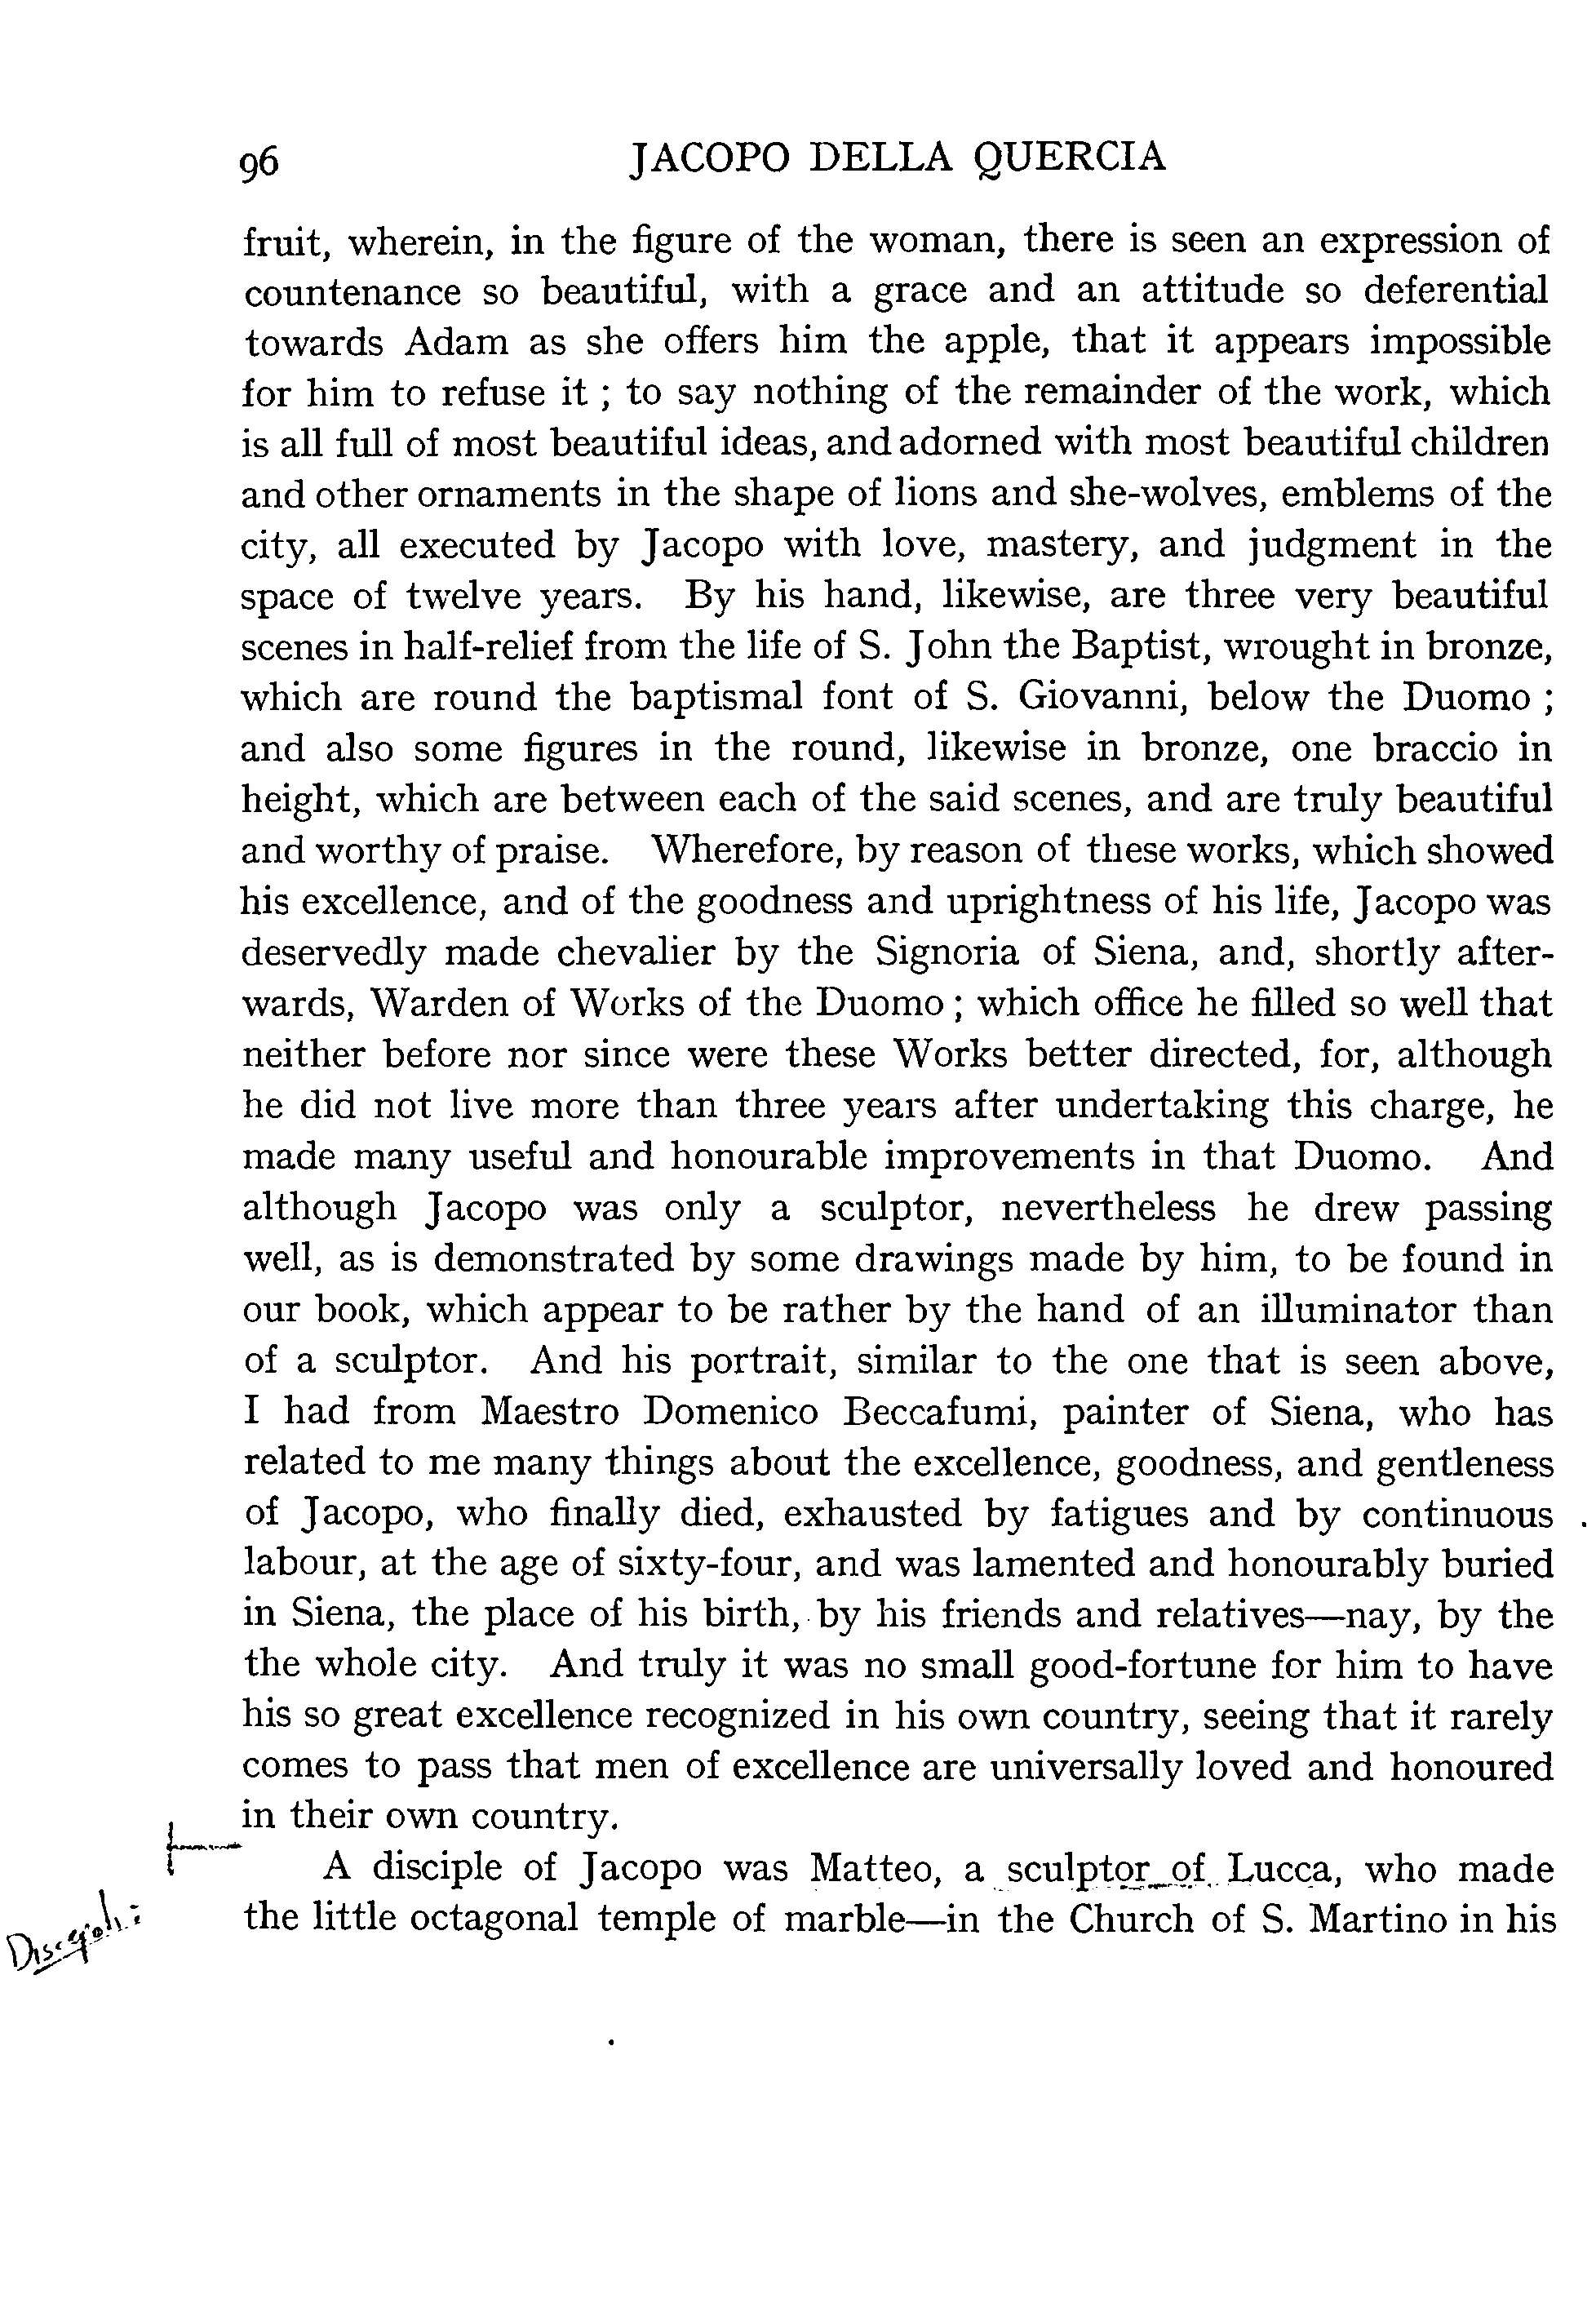 96 JACOPO DELLA QUERCIA
fruit, wherein, in the figure of the woman, there is seen an expression of
countenance so beautiful, with a grace and an attitude so deferential
towards Adam as she offers him the apple, that it appears impossible
for him to refuse it ; to say nothing of the remainder of the work, which
is all full of most beautiful ideas, and adorned with most beautiful children
and other ornaments in the shape of lions and she-wolves, emblems of the
city, all executed by Jacopo with love, mastery, and judgment in the
space of twelve years. By his hand, likewise, are three very beautiful
scenes in half-relief from the life of S. John the Baptist, wrought in bronze,
which are round the baptismal font of S. Giovanni, below the Duomo ;
and also some figures in the round, likewise in bronze, one braccio in
height, which are between each of the said scenes, and are truly beautiful
and worthy of praise. Wherefore, by reason of these works, which showed
his excellence, and of the goodness and uprightness of his life, Jacopo was
deservedly made chevalier by the Signoria of Siena, and, shortly after-
wards, Warden of Works of the Duomo ; which office he filled so well that
neither before nor since were these Works better directed, for, although
he did not live more than three years after undertaking this charge, he
made many useful and honourable improvements in that Duomo. And
although Jacopo was only a sculptor, nevertheless he drew passing
well, as is demonstrated by some drawings made by him, to be found in
our book, which appear to be rather by the hand of an illuminator than
of a sculptor. And his portrait, similar to the one that is seen above,
I had from Maestro Domenico Beccafumi, painter of Siena, who has
related to me many things about the excellence, goodness, and gentleness
of Jacopo, who finally died, exhausted by fatigues and by continuous
labour, at the age of sixty-four, and was lamented and honourably buried
in Siena, the place of his birth, by his friends and relatives—nay, by the
the whole city. And truly it was no small good-fortune for him to have
his so great excellence recognized in his own country, seeing that it rarely
comes to pass that men of excellence are universally loved and honoured
in their own country.
A disciple of Jacopo was Matteo, a sculptor of Lucca, who made
the little octagonal temple of marble—in the Church of S. Martino in his